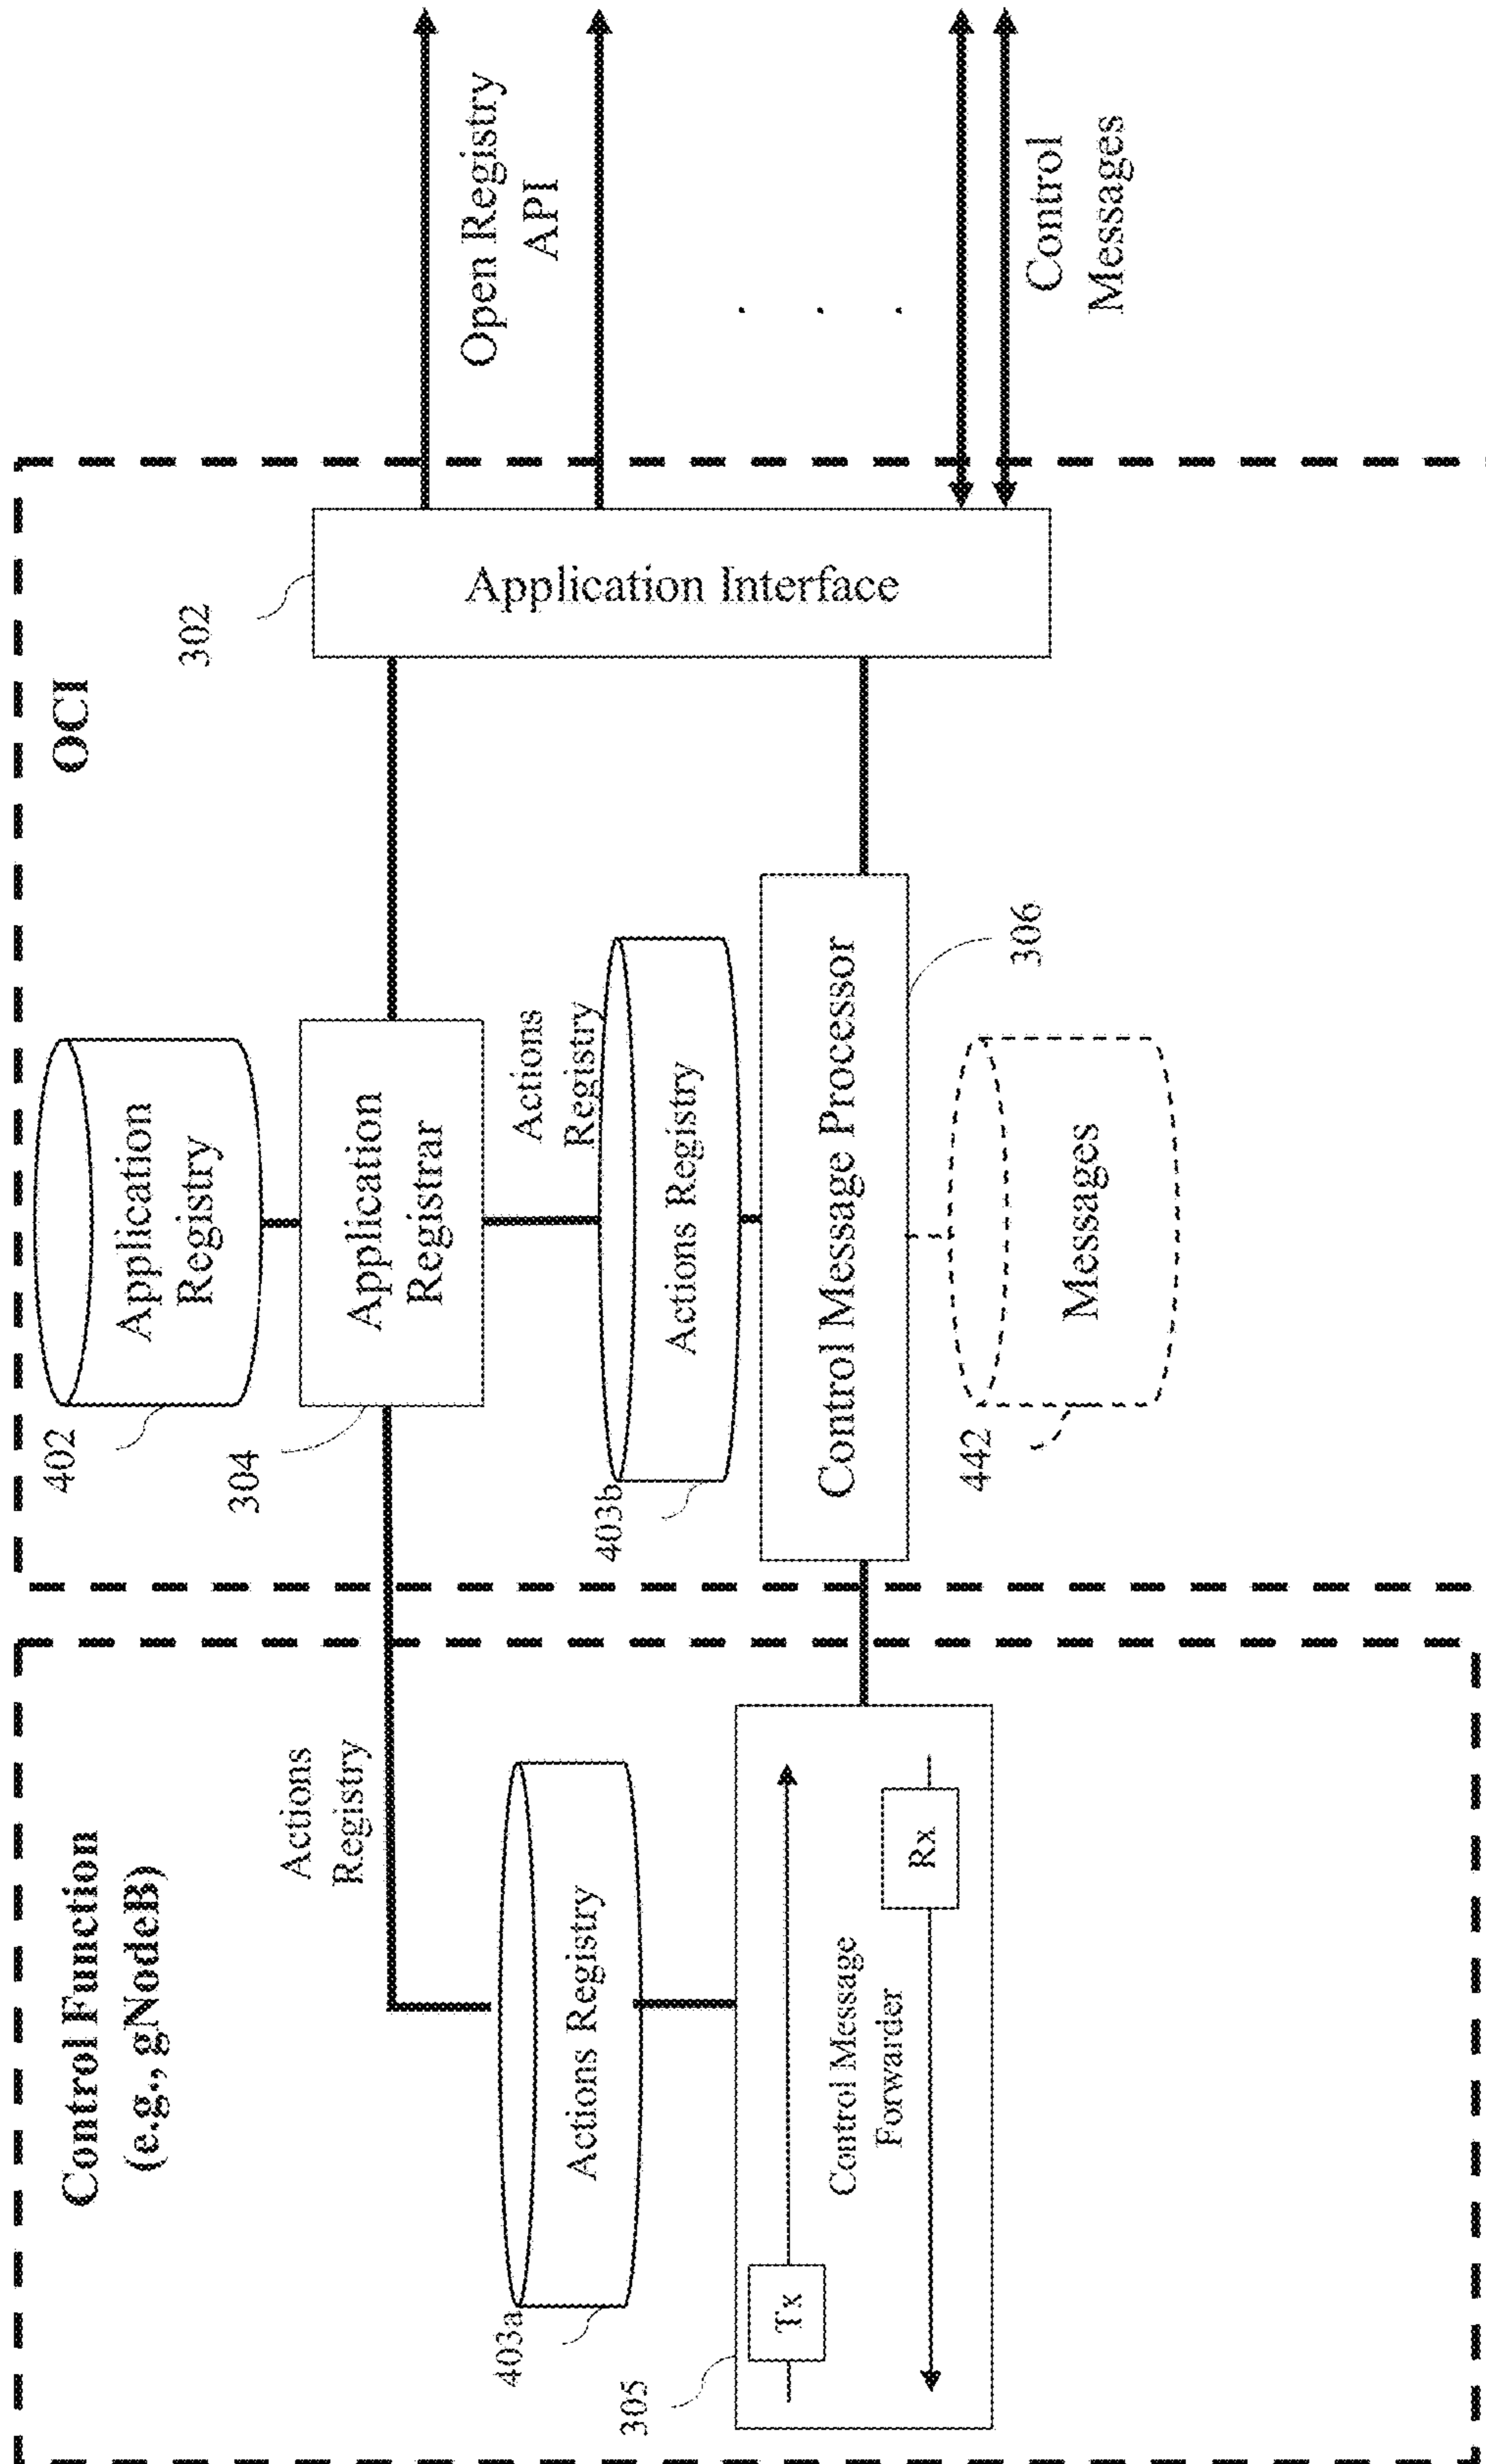 Control Function
(e.g., gNodeB)
Actions
Registry
403a
Actions Registry
305
Tx
Control Message
Forwarder
Rx
OCI
402
Application
Registry
304
Application
Registrar
Actions
Registry
403b
Actions Registry
Control Message Processor
306
442
Messages
302
Application Interface
Open Registry
API
. . .
Control
Messages